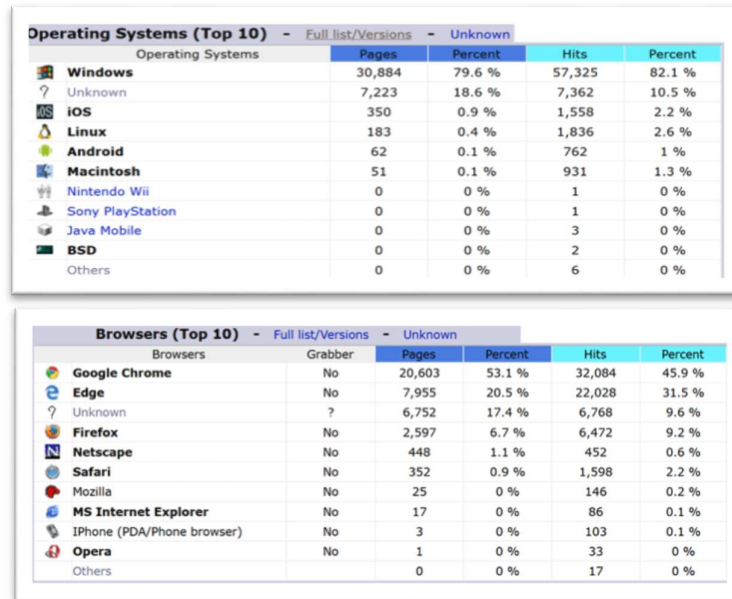 Operating Systems (Top 10) - Full list/Versions - Unknown
Operating Systems Pages Percent Hits Percent
Windows 30,884 79.6 % 57,325 82.1 %
? Unknown 7,223 18.6 % 7,362 10.5 %
iOS iOS 350 0.9 % 1,558 2.2 %
Linux 183 0.4 % 1,836 2.6 %
Android 62 0.1 % 762 1 %
Macintosh 51 0.1 % 931 1.3 %
Nintendo Wii 0 0 % 1 0 %
Sony PlayStation 0 0 % 1 0 %
Java Mobile 0 0 % 3 0 %
BSD 0 0 % 2 0 %
Others 0 0 % 6 0 %
Browsers (Top 10) - Full list/Versions - Unknown
Browsers Grabber Pages Percent Hits Percent
Google Chrome No 20,603 53.1 % 32,084 45.9 %
Edge No 7,955 20.5 % 22,028 31.5 %
? Unknown ? 6,752 17.4 % 6,768 9.6 %
Firefox No 2,597 6.7 % 6,472 9.2 %
N Netscape No 448 1.1 % 452 0.6 %
Safari No 352 0.9 % 1,598 2.2 %
Mozilla No 25 0 % 146 0.2 %
MS Internet Explorer No 17 0 % 86 0.1 %
IPhone (PDA/Phone browser) No 3 0 % 103 0.1 %
Opera No 1 0 % 33 0 %
Others 0 0 % 17 0 %